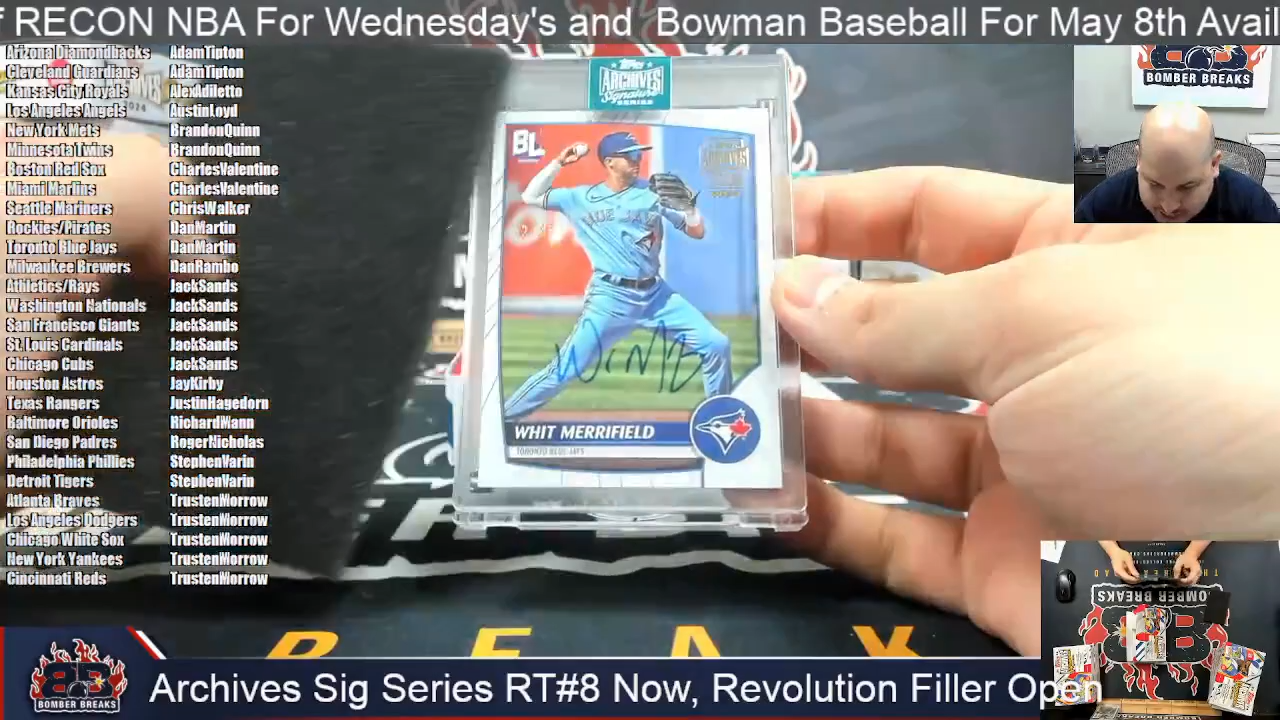 f RECON NBA For Wednesday's and Bowman Baseball For May 8th Avail
Arizona Diamondbacks AdamTipton
Cleveland Guardians AdamTipton
Kansas City Royals AlexAdiletto
Los Angeles Angels AustinLoyd
New York Mets BrandonQuinn
Minnesota Twins BrandonQuinn
Boston Red Sox CharlesValentine
Miami Marlins CharlesValentine
Seattle Mariners ChrisWalker
Rockies/Pirates DanMartin
Toronto Blue Jays DanMartin
Milwaukee Brewers DanRambo
Athletics/Rays JackSands
Washington Nationals JackSands
San Francisco Giants JackSands
St. Louis Cardinals JackSands
Chicago Cubs JackSands
Houston Astros JayKirby
Texas Rangers JustinHagedorn
Baltimore Orioles RichardWann
San Diego Padres RogerNicholas
Philadelphia Phillies StephenVarin
Detroit Tigers StephenVarin
Atlanta Braves TrustenMorrow
Los Angeles Dodgers TrustenMorrow
Chicago White Sox TrustenMorrow
New York Yankees TrustenMorrow
Cincinnati Reds TrustenMorrow
Topps
ARCHIVES
Signature
SERIES
BL
ARCHIVES
BLUE JAYS
WHIT MERRIFIELD
TORONTO BLUE JAYS
BOMBER BREAKS
BOMBER BREAKS
B R E A K
BOMBER BREAKS
Archives Sig Series RT#8 Now, Revolution Filler Open